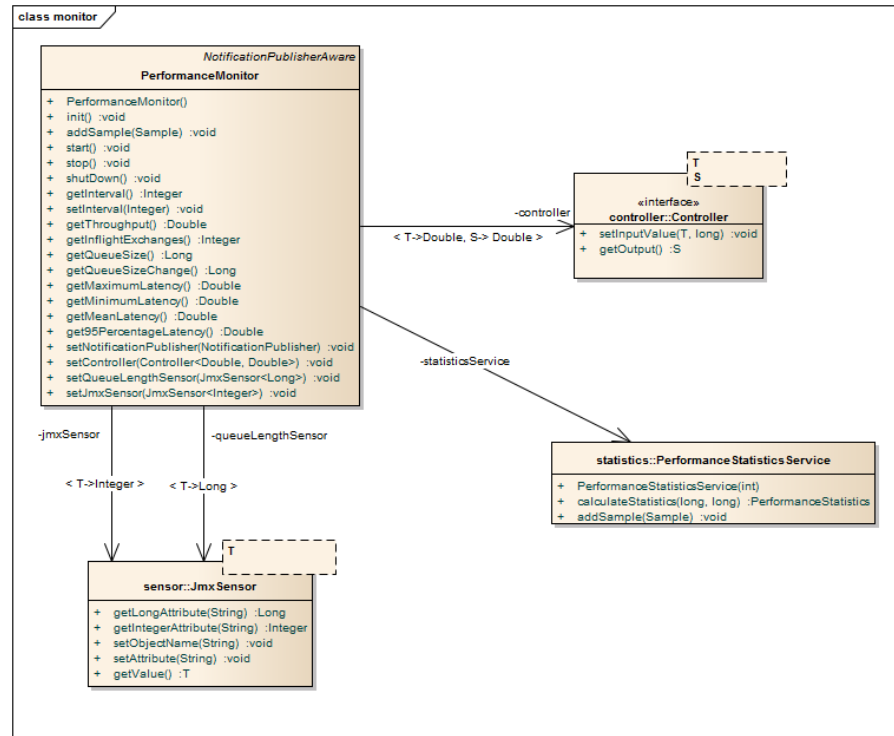 class monitor
NotificationPublisherAware
PerformanceMonitor
+ PerformanceMonitor()
+ init() :void
+ addSample(Sample) :void
+ start() :void
+ stop() :void
+ shutDown() :void
+ getInterval() :Integer
+ setInterval(Integer) :void
+ getThroughput() :Double
+ getInflightExchanges() :Integer
+ getQueueSize() :Long
+ getQueueSizeChange() :Long
+ getMaximumLatency() :Double
+ getMinimumLatency() :Double
+ getMeanLatency() :Double
+ get95PercentageLatency() :Double
+ setNotificationPublisher(NotificationPublisher) :void
+ setController(Controller<Double, Double>) :void
+ setQueueLengthSensor(JmxSensor<Long>) :void
+ setJmxSensor(JmxSensor<Integer>) :void
-controller
< T->Double, S-> Double >
T
S
«interface»
controller::Controller
+ setInputValue(T, long) :void
+ getOutput() :S
-statisticsService
statistics::PerformanceStatisticsService
+ PerformanceStatisticsService(int)
+ calculateStatistics(long, long) :PerformanceStatistics
+ addSample(Sample) :void
-jmxSensor
-queueLengthSensor
< T->Integer >
< T->Long >
T
sensor::JmxSensor
+ getLongAttribute(String) :Long
+ getIntegerAttribute(String) :Integer
+ setObjectName(String) :void
+ setAttribute(String) :void
+ getValue() :T